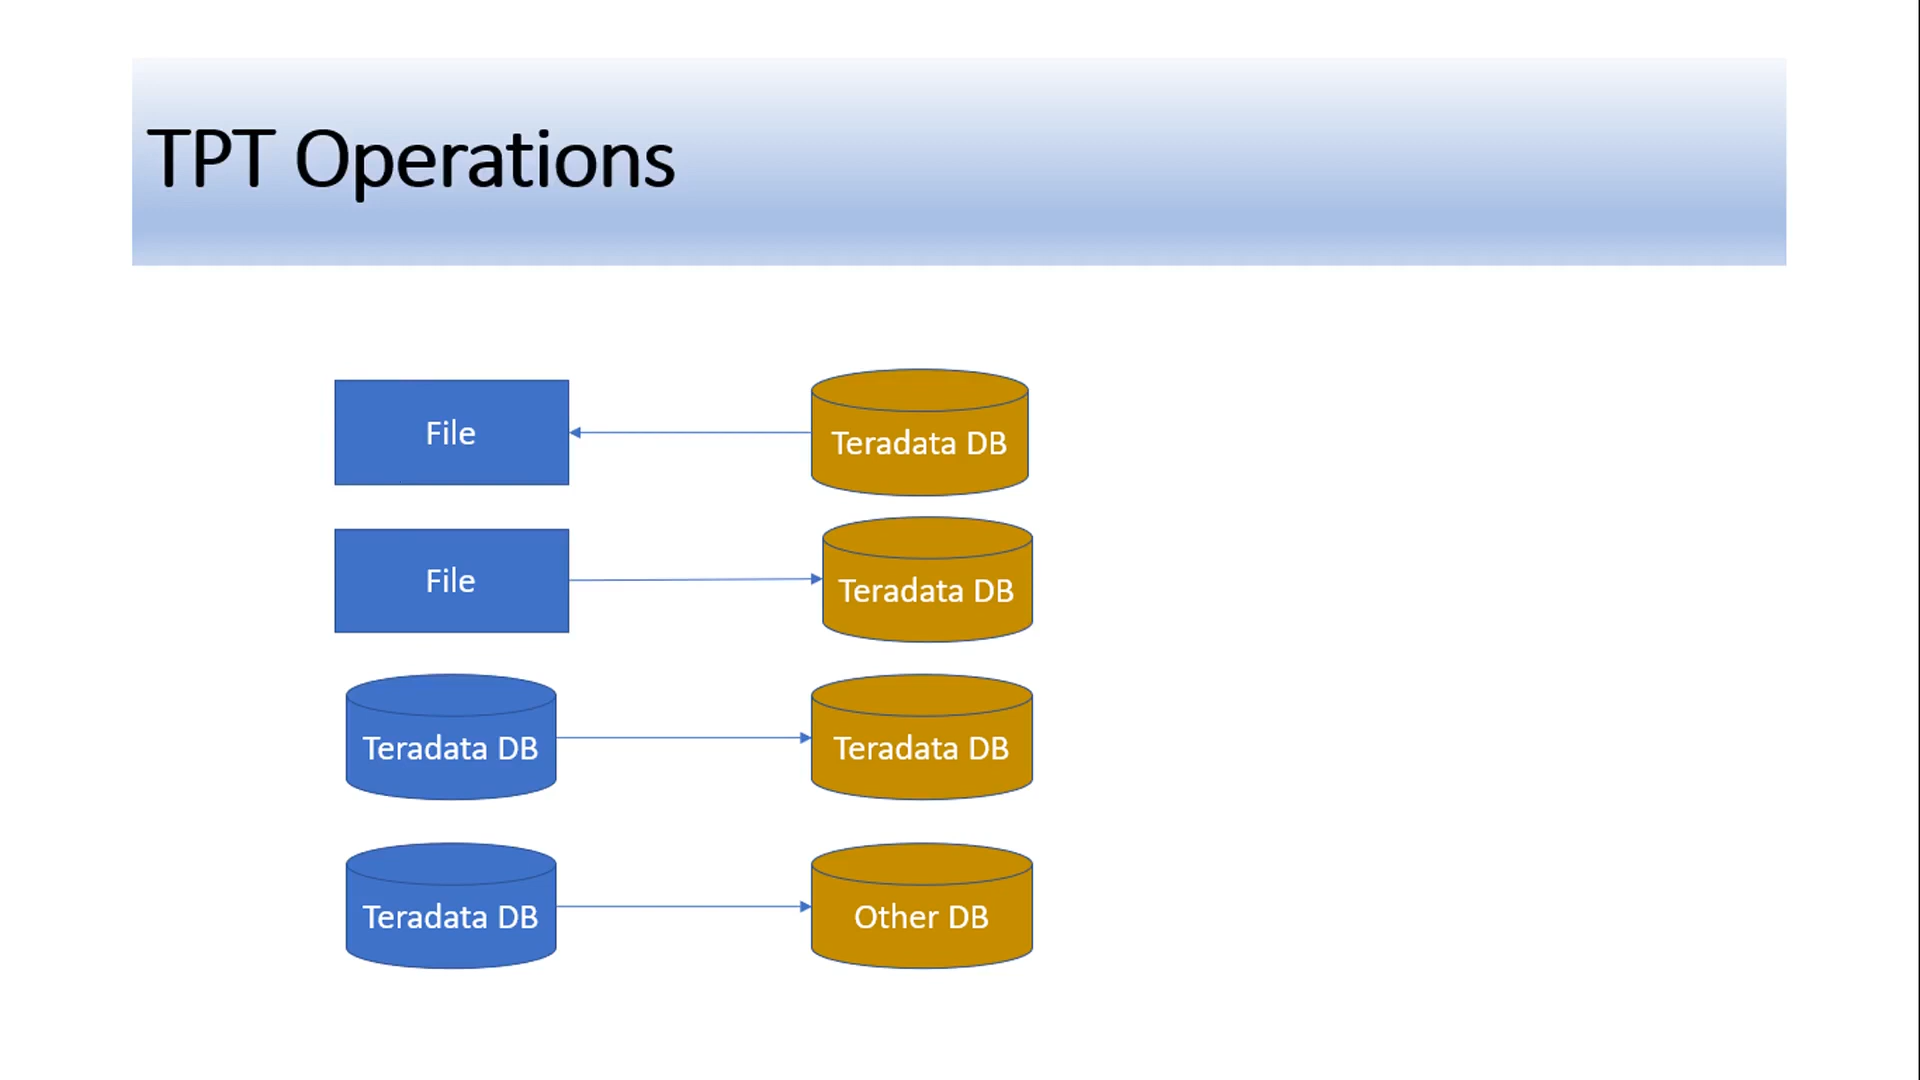 TPT Operations
File
Teradata DB
File
Teradata DB
Teradata DB
Teradata DB
Teradata DB
Other DB